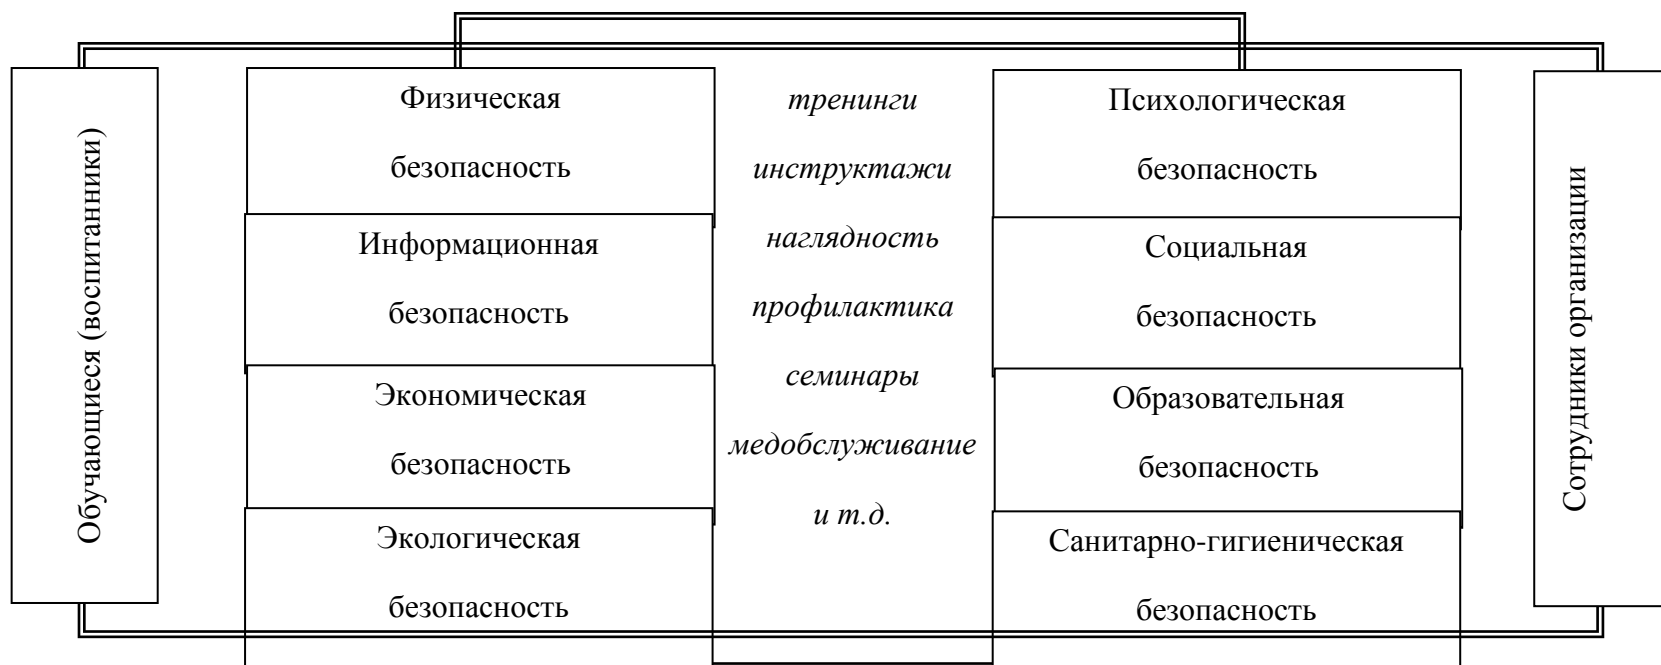 Обучающиеся (воспитанники)
Физическая
безопасность
Информационная
безопасность
Экономическая
безопасность
Экологическая
безопасность
тренинги
инструктажи
наглядность
профилактика
семинары
медобслуживание
и т.д.
Психологическая
безопасность
Социальная
безопасность
Образовательная
безопасность
Санитарно-гигиеническая
безопасность
Сотрудники организации